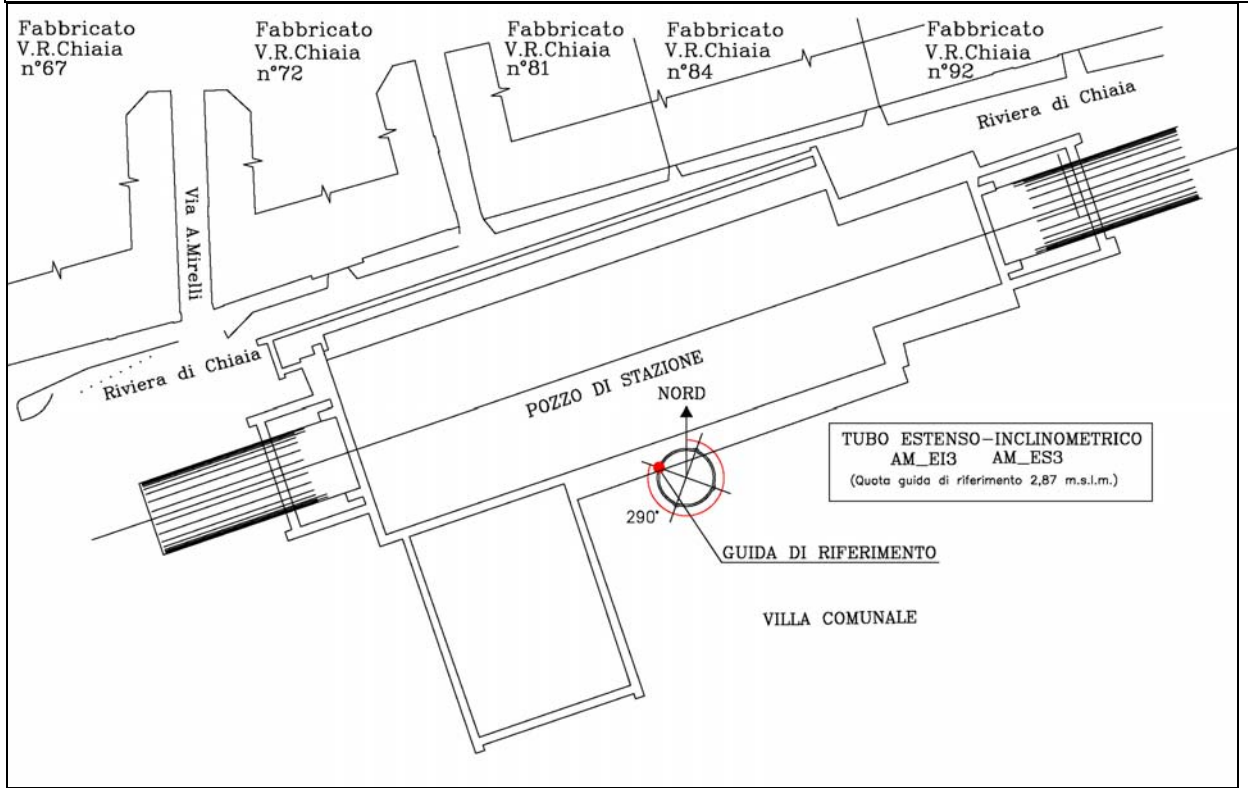 Fabbricato
V.R.Chiaia
n°67
Fabbricato
V.R.Chiaia
n°72
Fabbricato
V.R.Chiaia
n°81
Fabbricato
V.R.Chiaia
n°84
Fabbricato
V.R.Chiaia
n°92
Riviera di Chiaia
Via A.Mirelli
Riviera di Chiaia
POZZO DI STAZIONE
NORD
TUBO ESTENSO-INCLINOMETRICO
AM_EI3 AM_ES3
(Quota guida di riferimento 2,87 m.s.l.m.)
290°
GUIDA DI RIFERIMENTO
VILLA COMUNALE